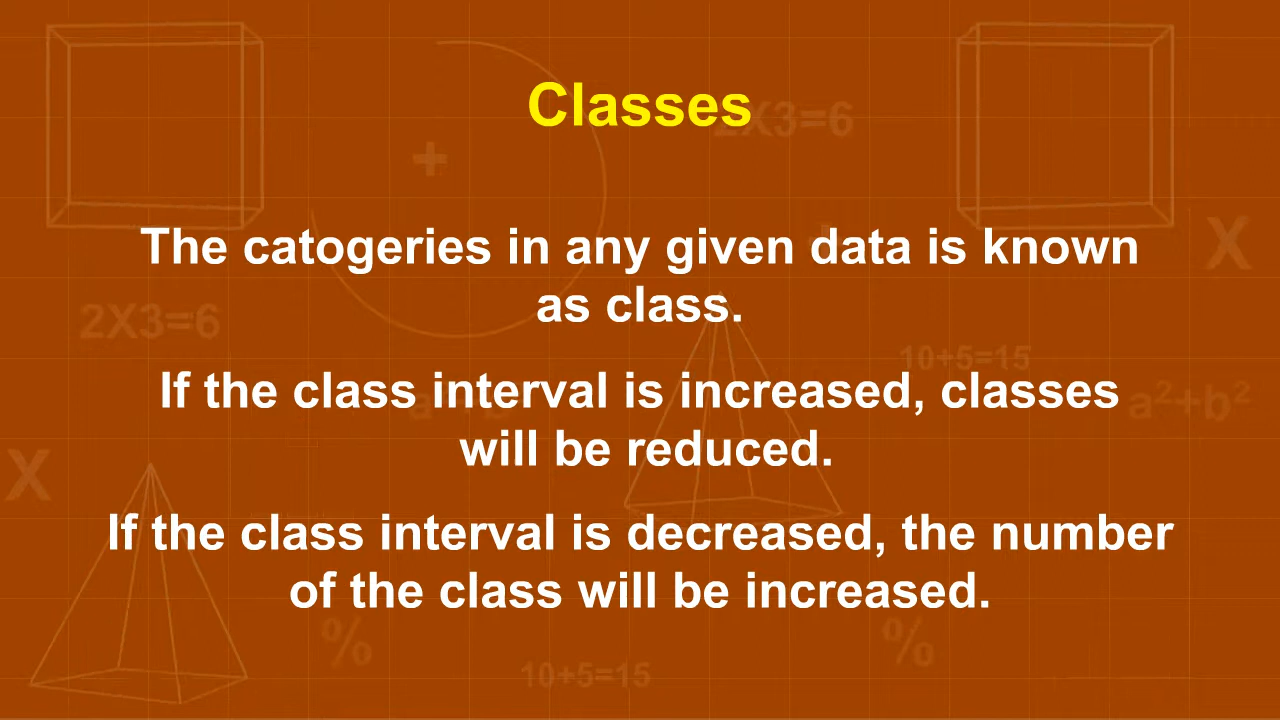 Classes
2X3=6
+
The catogeries in any given data is known
as class.
X
2X3=6
10+5=15
If the class interval is increased, classes
a²+b²
will be reduced.
X
If the class interval is decreased, the number
of the class will be increased.
%
%
10+5=15